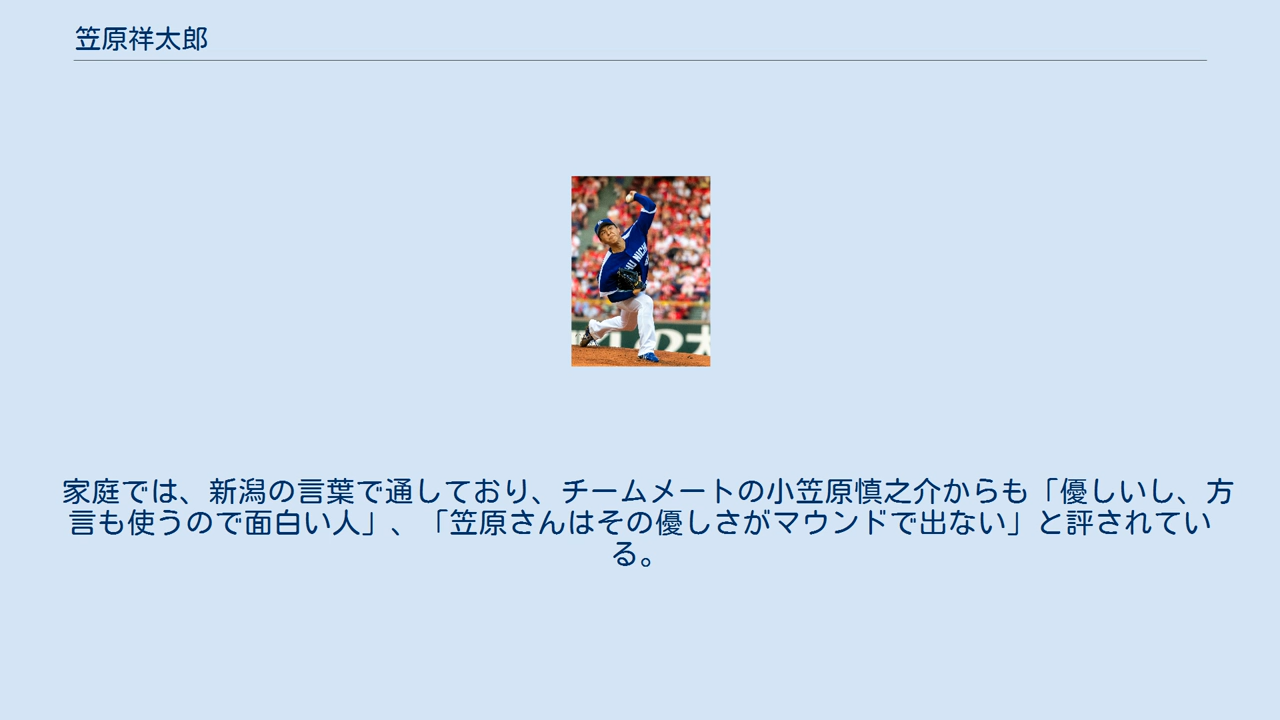 笠原祥太郎
家庭では、新潟の言葉で通しており、チームメートの小笠原慎之介からも「優しいし、方
言も使うので面白い人」、「笠原さんはその優しさがマウンドで出ない」と評されてい
る。